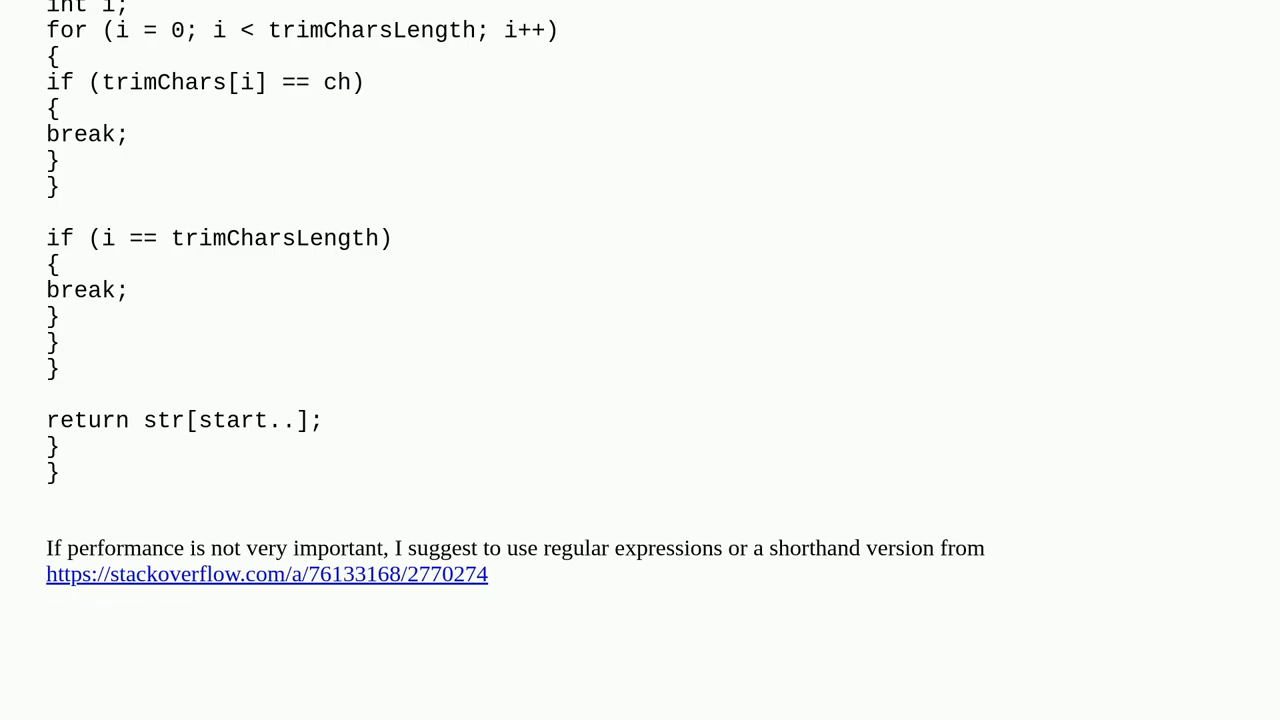 int i;
for (i = 0; i < trimCharsLength; i++)
{
if (trimChars[i] == ch)
{
break;
}
}
if (i == trimCharsLength)
{
break;
}
}
}
return str[start..];
}
}
If performance is not very important, I suggest to use regular expressions or a shorthand version from
https://stackoverflow.com/a/76133168/2770274